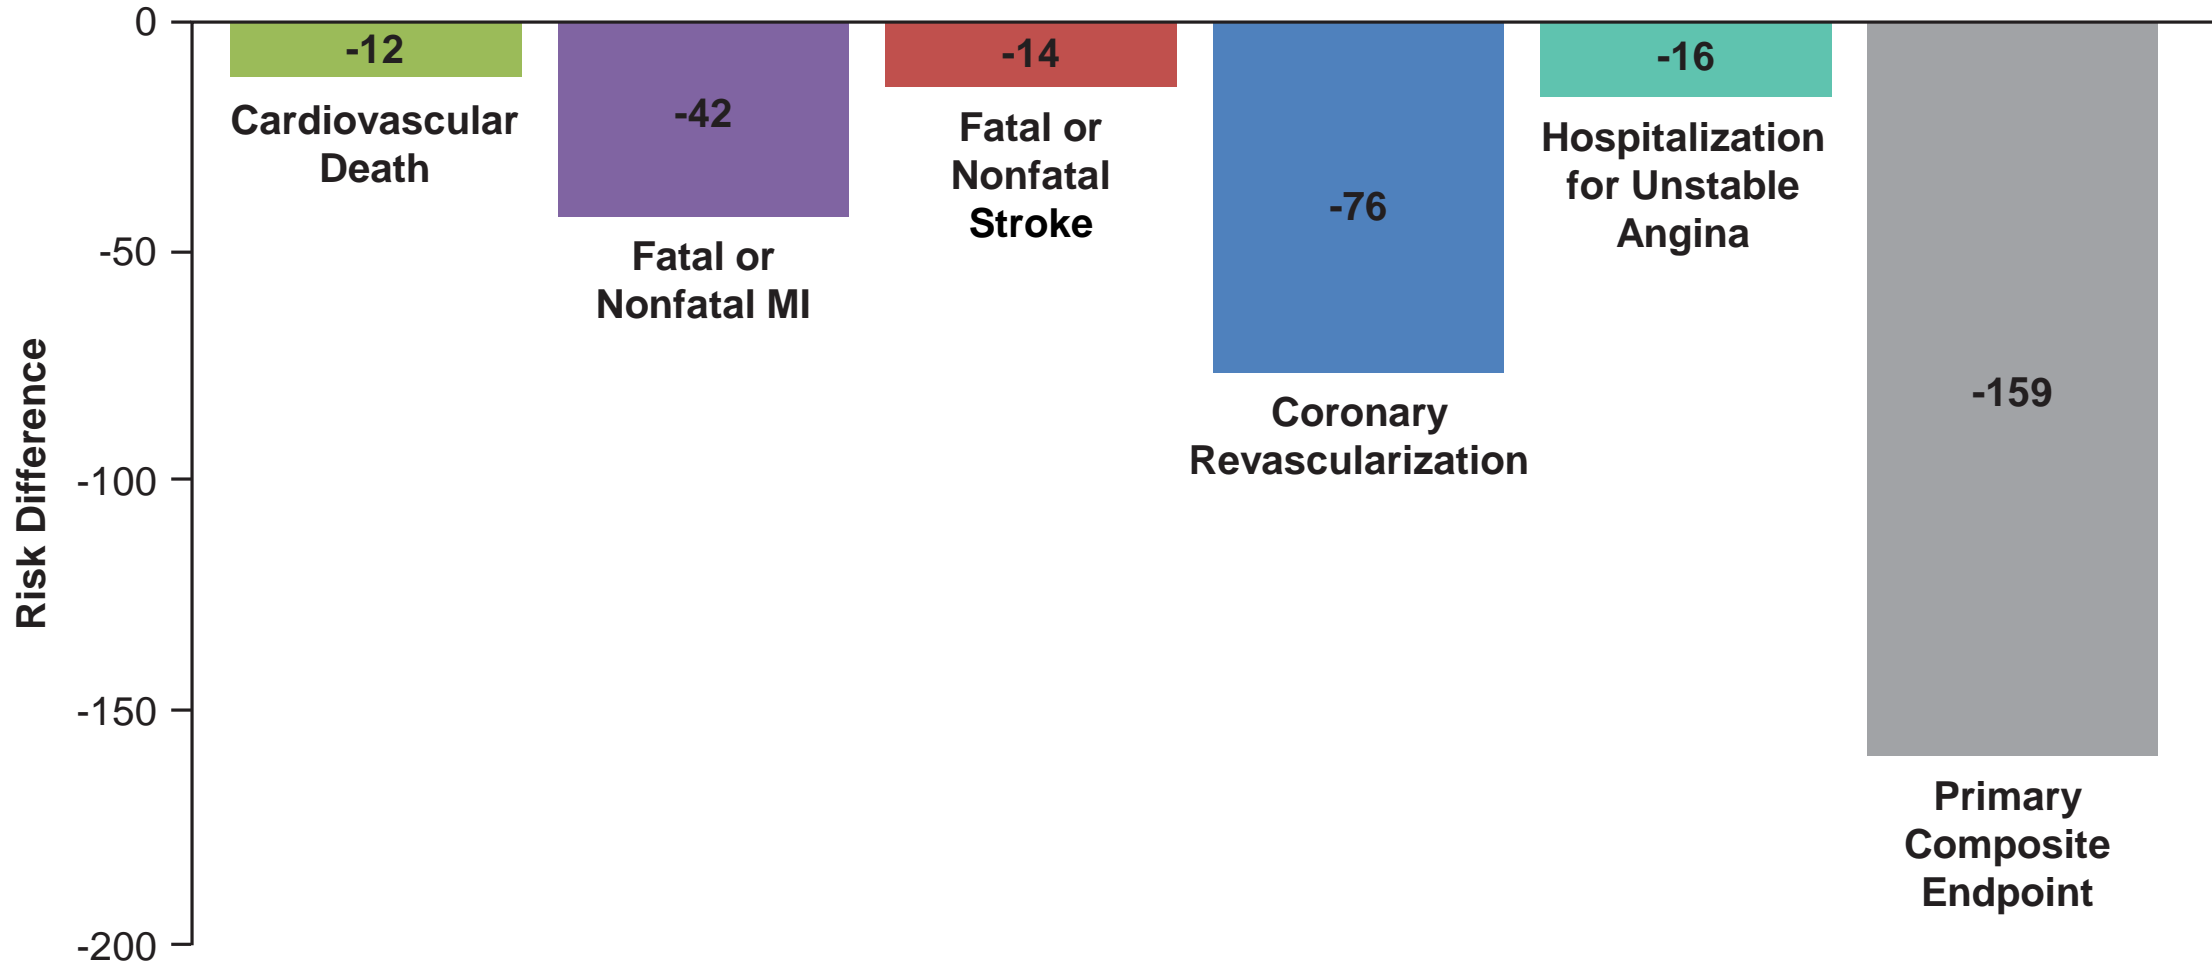 0
-50
-100
-150
-200
Risk Difference
-12
Cardiovascular
Death
-42
Fatal or
Nonfatal MI
-14
Fatal or
Nonfatal
Stroke
-76
Coronary
Revascularization
-16
Hospitalization
for Unstable
Angina
-159
Primary
Composite
Endpoint